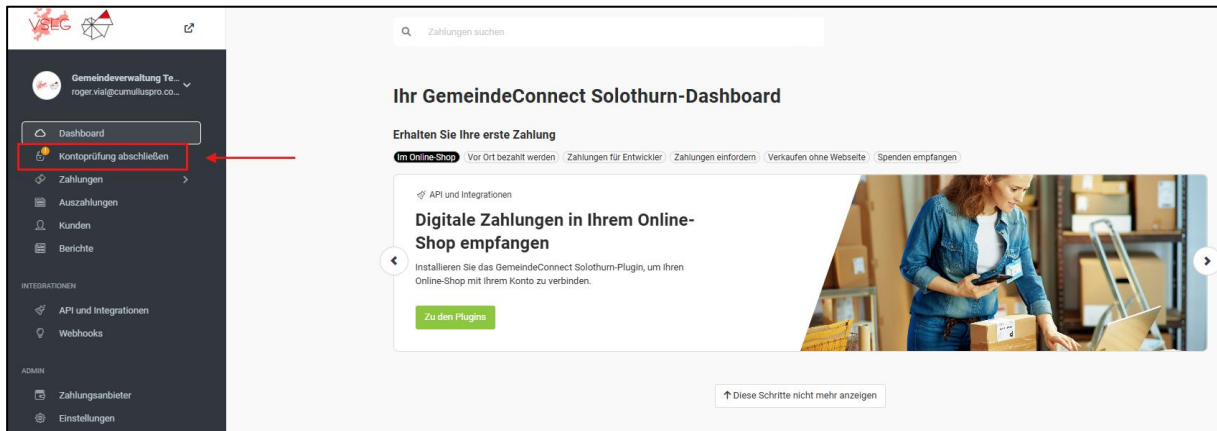 VSEG
Gemeindeverwaltung Te...
roger.vial@cumulluspro.co...
Dashboard
Kontoprüfung abschließen
Zahlungen
Auszahlungen
Kunden
Berichte
INTEGRATIONEN
API und Integrationen
Webhooks
ADMIN
Zahlungsanbieter
Einstellungen
Zahlungen suchen
Ihr GemeindeConnect Solothurn-Dashboard
Erhalten Sie Ihre erste Zahlung
Im Online-Shop Vor Ort bezahlt werden Zahlungen für Entwickler Zahlungen einfordern Verkaufen ohne Webseite Spenden empfangen
API und Integrationen
Digitale Zahlungen in Ihrem Online-
Shop empfangen
Installieren Sie das GemeindeConnect Solothurn-Plugin, um Ihren
Online-Shop mit Ihrem Konto zu verbinden.
Zu den Plugins
Diese Schritte nicht mehr anzeigen